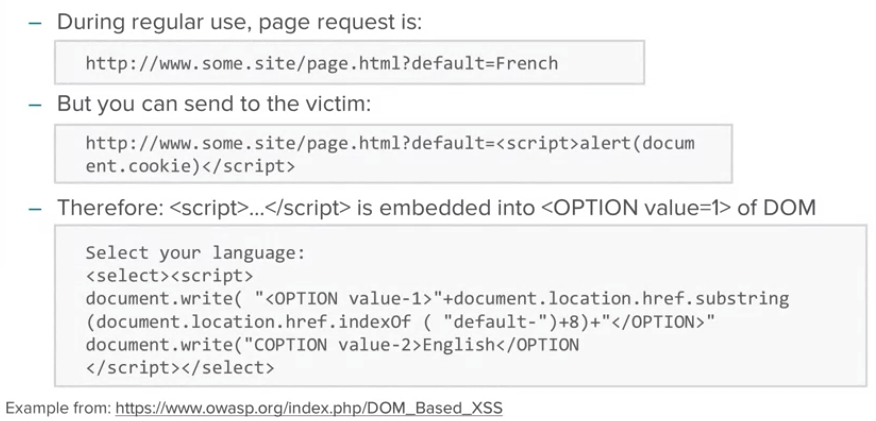 – During regular use, page request is:
http://www.some.site/page.html?default=French
– But you can send to the victim:
http://www.some.site/page.html?default=<script>alert(docum
ent.cookie)</script>
– Therefore: <script>...</script> is embedded into <OPTION value=1> of DOM
Select your language:
<select><script>
document.write( "<OPTION value-1>"+document.location.href.substring
(document.location.href.indexOf ( "default-")+8)+"</OPTION>"
document.write("COPTION value-2>English</OPTION
</script></select>
Example from: https://www.owasp.org/index.php/DOM_Based_XSS